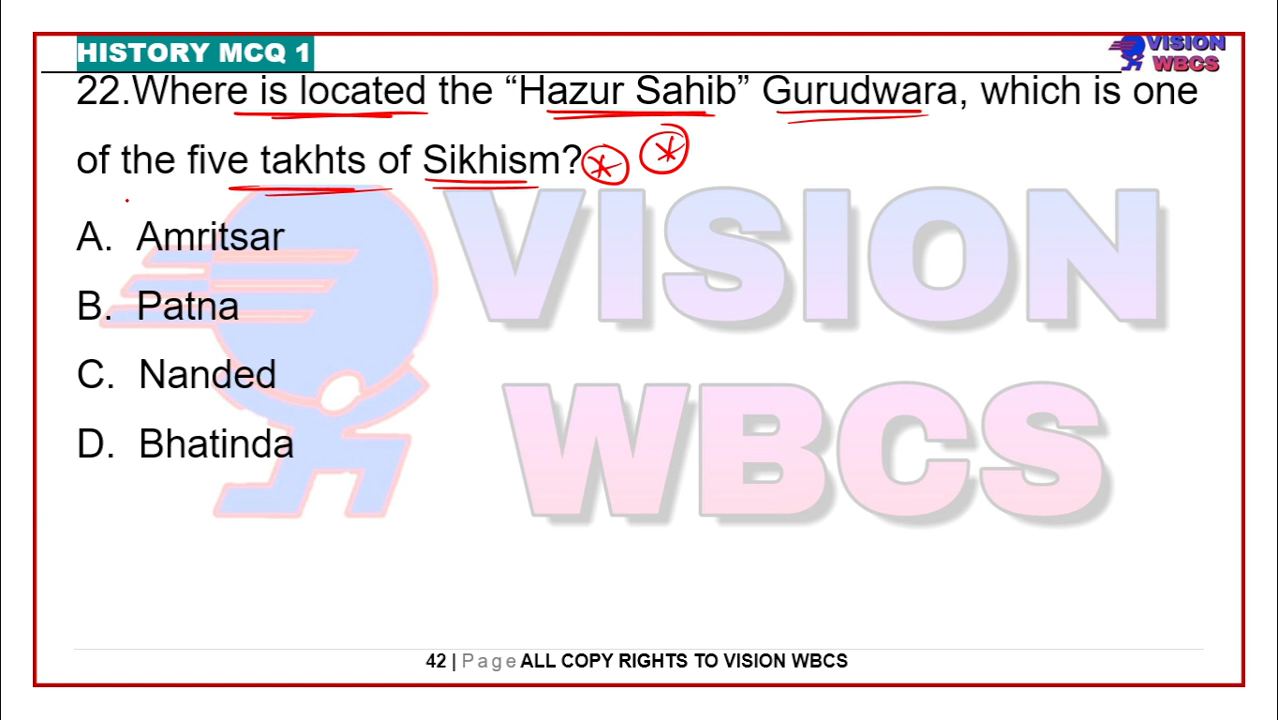 HISTORY MCQ 1
VISION
WBCS
22.Where is located the “Hazur Sahib” Gurudwara, which is one
of the five takhts of Sikhism?
A. Amritsar
B. Patna
C. Nanded
D. Bhatinda
VISION
WBCS
42 | Page ALL COPY RIGHTS TO VISION WBCS